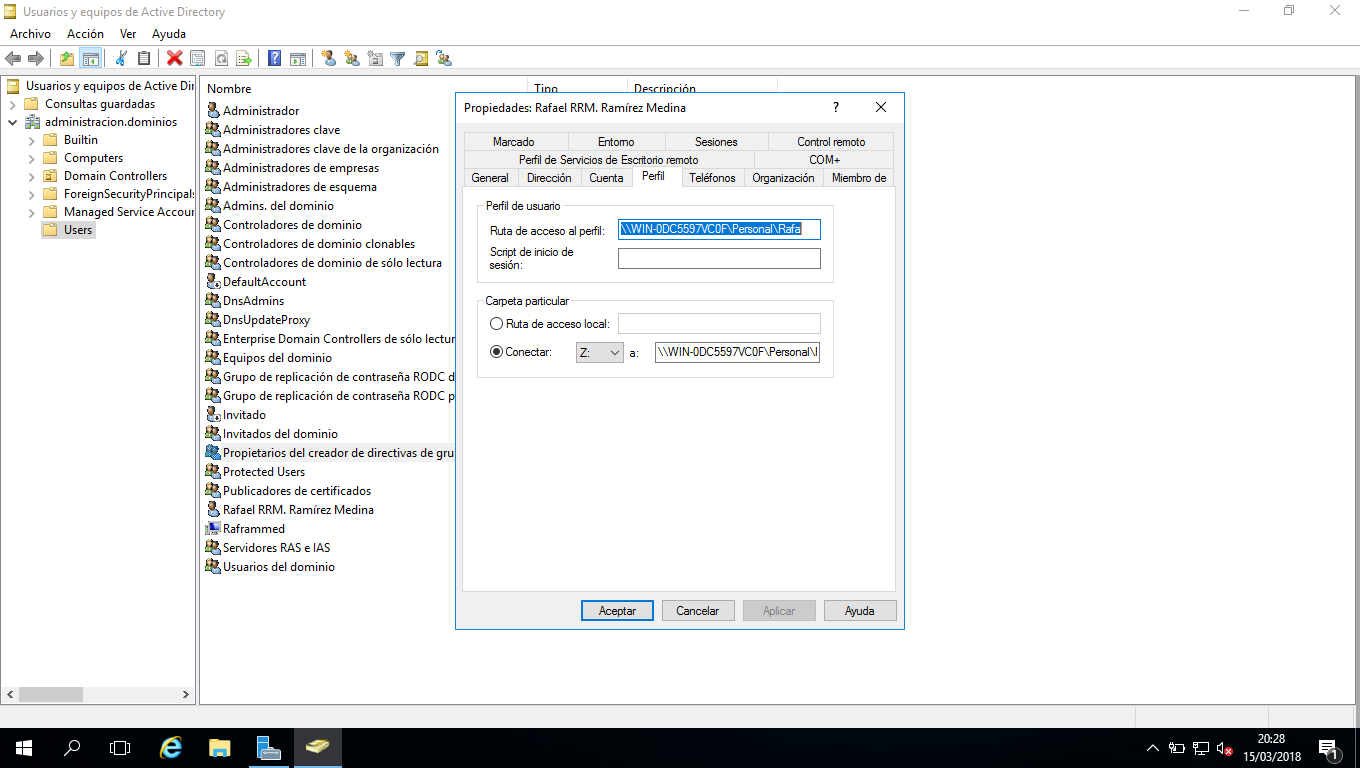 Usuarios y equipos de Active Directory
Archivo Acción Ver Ayuda
Usuarios y equipos de Active Dir
Consultas guardadas
administracion.dominios
Builtin
Computers
Domain Controllers
ForeignSecurityPrincipals
Managed Service Accour
Users
Nombre Tipo Descripción
Administrador
Administradores clave
Administradores clave de la organización
Administradores de empresas
Administradores de esquema
Admins. del dominio
Controladores de dominio
Controladores de dominio clonables
Controladores de dominio de sólo lectura
DefaultAccount
DnsAdmins
DnsUpdateProxy
Enterprise Domain Controllers de sólo lectur
Equipos del dominio
Grupo de replicación de contraseña RODC d
Grupo de replicación de contraseña RODC p
Invitado
Invitados del dominio
Propietarios del creador de directivas de gru
Protected Users
Publicadores de certificados
Rafael RRM. Ramírez Medina
Raframmed
Servidores RAS e IAS
Usuarios del dominio
Propiedades: Rafael RRM. Ramírez Medina ?
Marcado Entorno Sesiones Control remoto
Perfil de Servicios de Escritorio remoto COM+
General Dirección Cuenta Perfil Teléfonos Organización Miembro de
Perfil de usuario
Ruta de acceso al perfil: \\WIN-0DC5597VC0F\Personal\Rafa
Script de inicio de
sesión:
Carpeta particular
Ruta de acceso local:
Conectar: Z: a: \\WIN-0DC5597VC0F\Personal\
Aceptar Cancelar Aplicar Ayuda
20:28
15/03/2018
1